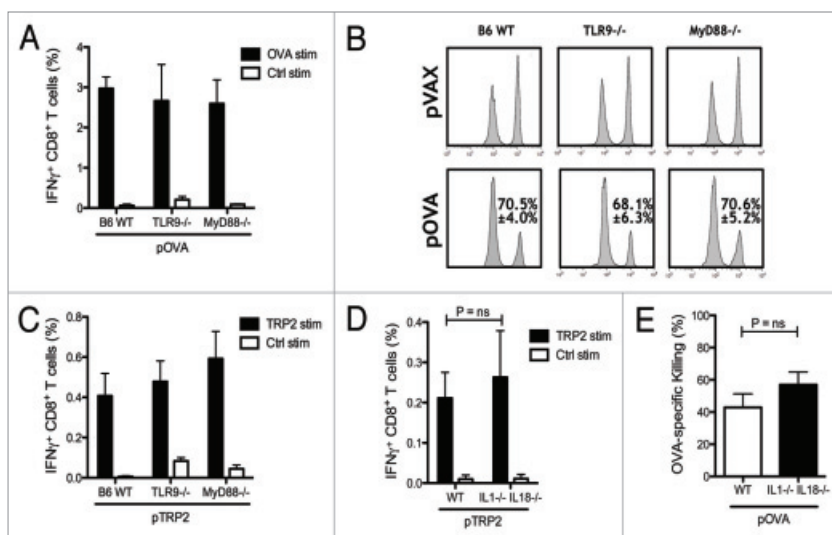 A
IFNγ⁺ CD8⁺ T cells (%)
4
3
2
1
0
OVA stim
Ctrl stim
B6 WT TLR9-/- MyD88-/-
pOVA
B
B6 WT TLR9-/- MyD88-/-
pVAX
pOVA
70.5%
±4.0%
68.1%
±6.3%
70.6%
±5.2%
C
IFNγ⁺ CD8⁺ T cells (%)
0.8
0.6
0.4
0.2
0.0
TRP2 stim
Ctrl stim
B6 WT TLR9-/- MyD88-/-
pTRP2
D
IFNγ⁺ CD8⁺ T cells (%)
0.4
0.3
0.2
0.1
0.0
P = ns
TRP2 stim
Ctrl stim
WT IL1-/- IL18-/-
pTRP2
E
OVA-specific Killing (%)
100
80
60
40
20
0
P = ns
WT IL1-/- IL18-/-
pOVA